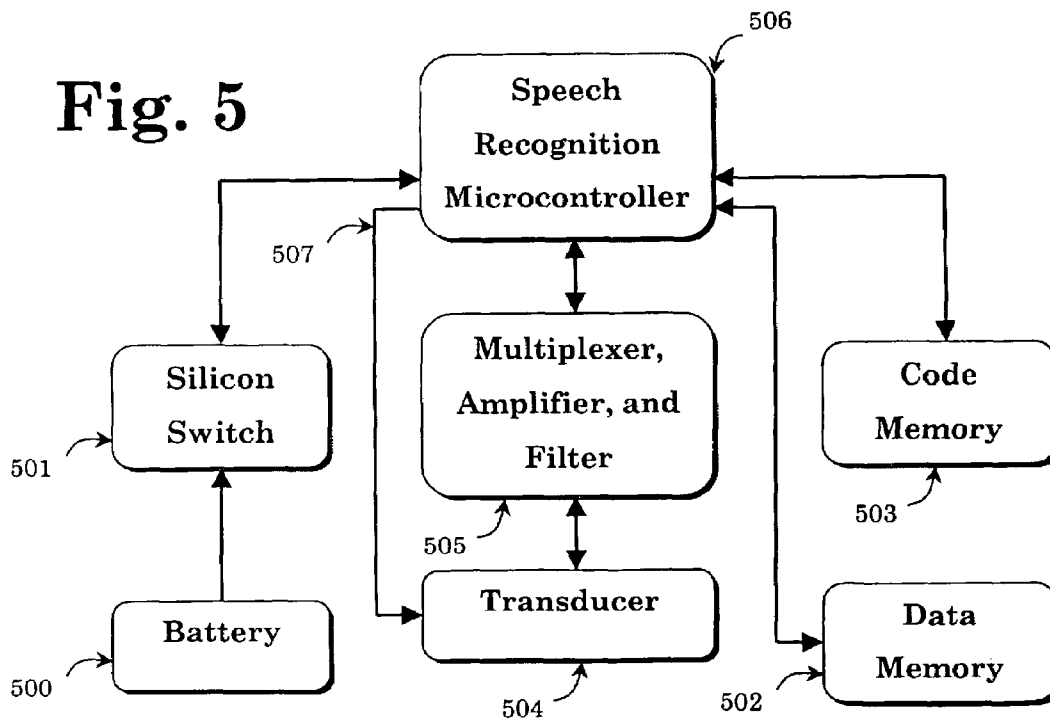 506
Fig. 5
Speech
Recognition
Microcontroller
507
Silicon
Switch
501
Multiplexer,
Amplifier, and
Filter
505
Code
Memory
503
Battery
500
Transducer
504
Data
Memory
502